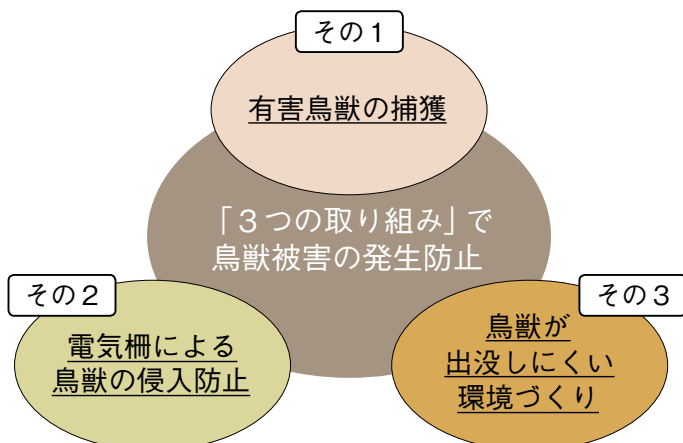 その１
有害鳥獣の捕獲
「３つの取り組み」で
鳥獣被害の発生防止
その２
電気柵による
鳥獣の侵入防止
その３
鳥獣が
出没しにくい
環境づくり